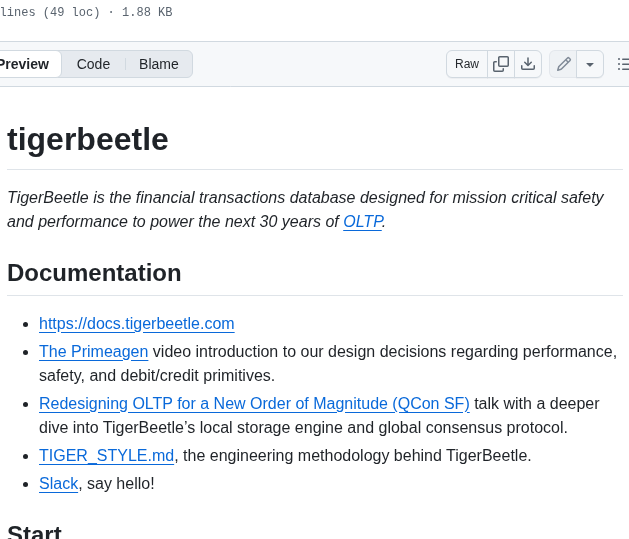 lines (49 loc) · 1.88 KB
Preview Code Blame Raw
tigerbeetle
TigerBeetle is the financial transactions database designed for mission critical safety
and performance to power the next 30 years of OLTP.
Documentation
https://docs.tigerbeetle.com
The Primeagen video introduction to our design decisions regarding performance,
safety, and debit/credit primitives.
Redesigning OLTP for a New Order of Magnitude (QCon SF) talk with a deeper
dive into TigerBeetle’s local storage engine and global consensus protocol.
TIGER_STYLE.md, the engineering methodology behind TigerBeetle.
Slack, say hello!
Start